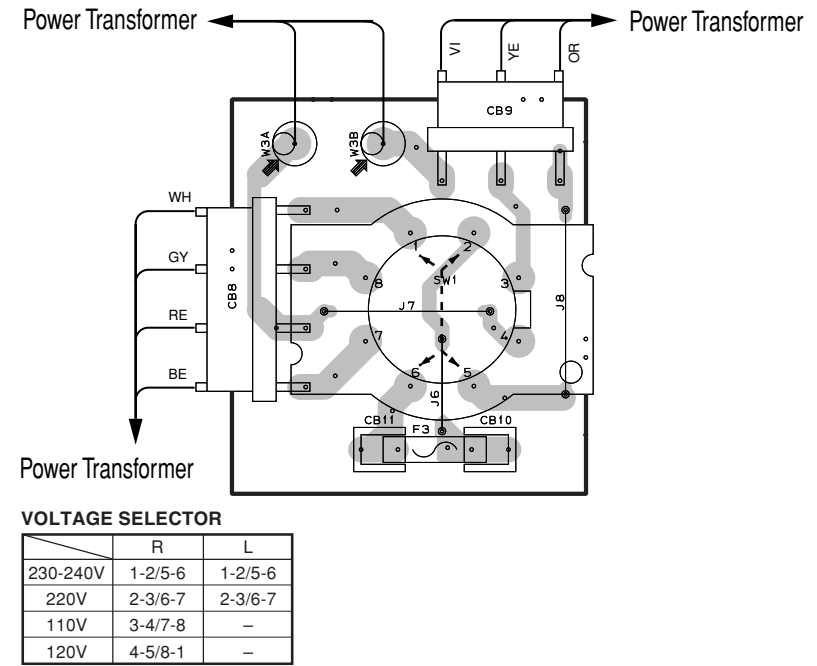 Power Transformer
Power Transformer
VI
YE
OR
CB9
W3A
W3B
WH
GY
RE
BE
CB8
1
2
3
4
5
6
7
8
SW1
J7
J8
J6
CB11
F3
CB10
Power Transformer
VOLTAGE SELECTOR
R L
230-240V 1-2/5-6 1-2/5-6
220V 2-3/6-7 2-3/6-7
110V 3-4/7-8 –
120V 4-5/8-1 –